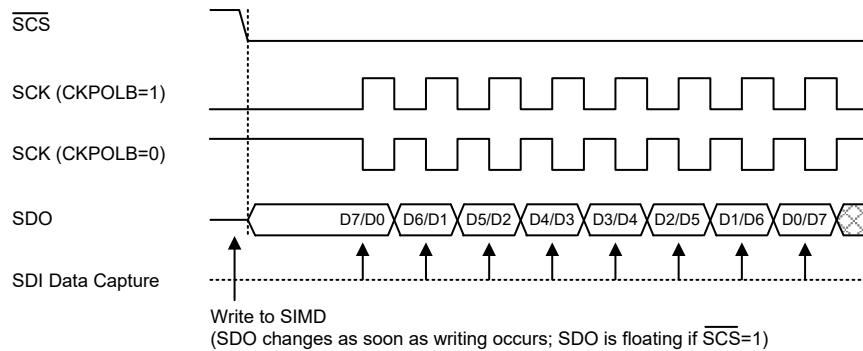 SCS
SCK (CKPOLB=1)
SCK (CKPOLB=0)
SDO
D7/D0 D6/D1 D5/D2 D4/D3 D3/D4 D2/D5 D1/D6 D0/D7
SDI Data Capture
Write to SIMD
(SDO changes as soon as writing occurs; SDO is floating if SCS=1)